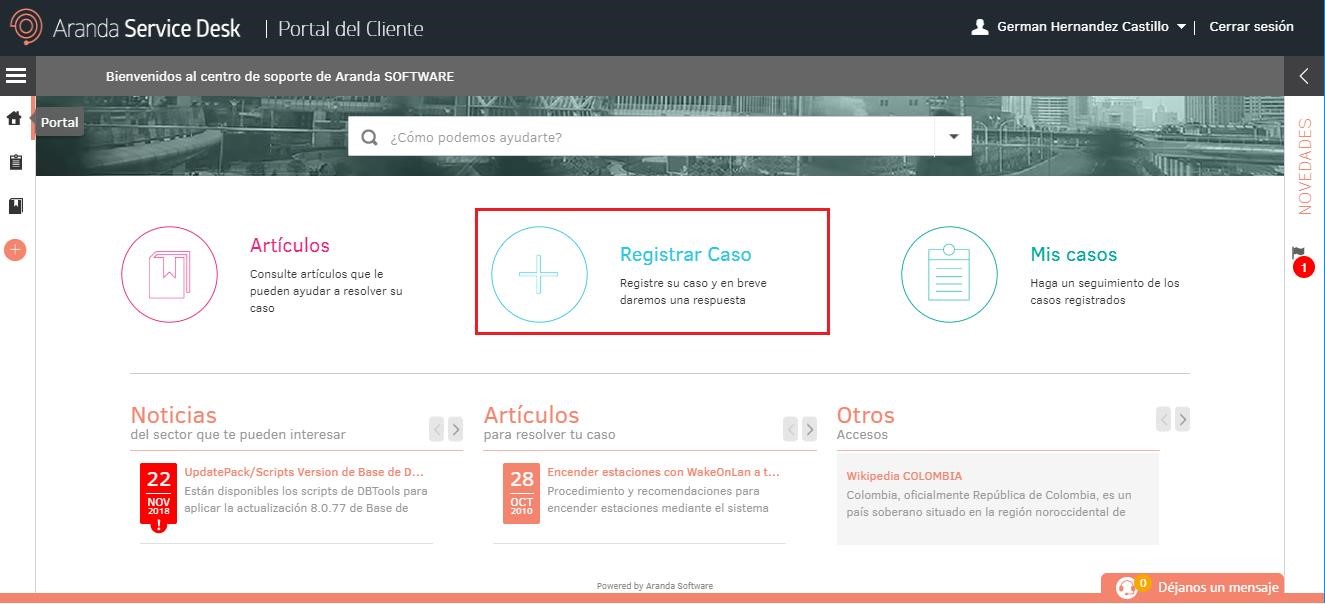 Aranda Service Desk | Portal del Cliente
German Hernandez Castillo | Cerrar sesión
Bienvenidos al centro de soporte de Aranda SOFTWARE
Portal
¿Cómo podemos ayudarte?
NOVEDADES
1
Artículos
Consulte artículos que le
pueden ayudar a resolver su
caso
Registrar Caso
Registre su caso y en breve
daremos una respuesta
Mis casos
Haga un seguimiento de los
casos registrados
Noticias
del sector que te pueden interesar
22
NOV
2018
!
UpdatePack/Scripts Version de Base de D...
Están disponibles los scripts de DBTools para
aplicar la actualización 8.0.77 de Base de
Artículos
para resolver tu caso
28
OCT
2010
Encender estaciones con WakeOnLan a t...
Procedimiento y recomendaciones para
encender estaciones mediante el sistema
Otros
Accesos
Wikipedia COLOMBIA
Colombia, oficialmente República de Colombia, es un
país soberano situado en la región noroccidental de
Powered by Aranda Software
0
Déjanos un mensaje